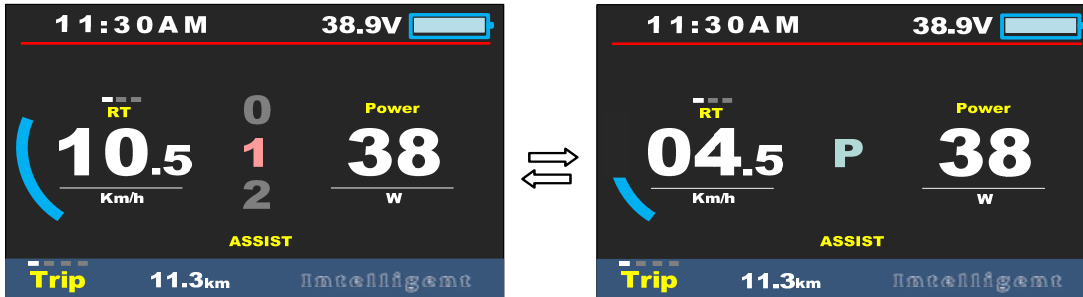 11:30AM 38.9V
RT
10.5
Km/h
0
1
2
Power
38
W
ASSIST
Trip 11.3km Intelligent
11:30AM 38.9V
RT
04.5
Km/h
P
Power
38
W
ASSIST
Trip 11.3km Intelligent